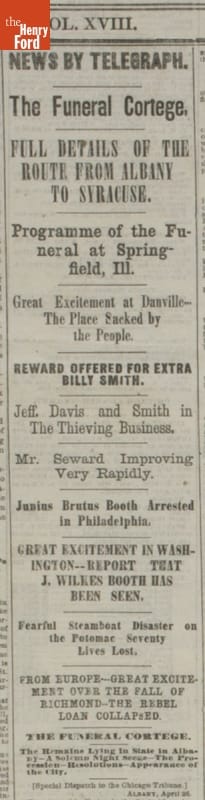 the
Henry
Ford
OL. XVIII.
NEWS BY TELEGRAPH.
The Funeral Cortege.
FULL DETAILS OF THE
ROUTE FROM ALBANY
TO SYRACUSE.
Programme of the Fu-
neral at Spring-
field, Ill.
Great Excitement at Danville--
The Place Sacked by
the People.
REWARD OFFERED FOR EXTRA
BILLY SMITH.
Jeff. Davis and Smith in
The Thieving Business.
Mr. Seward Improving
Very Rapidly.
Junius Brutus Booth Arrested
in Philadelphia.
GREAT EXCITEMENT IN WASH-
INGTON--REPORT THAT
J. WILKES BOOTH HAS
BEEN SEEN.
Fearful Steamboat Disaster on
the Potomac Seventy
Lives Lost.
FROM EUROPE--GREAT EXCITE-
MENT OVER THE FALL OF
RICHMOND--THE REBEL
LOAN COLLAPSED.
THE FUNERAL CORTEGE.
The Remains Lying in State in Alba-
ny--A Solemn Night Scene--The Pro-
cession--Resolutions--Appearance of
the City.
[Special Dispatch to the Chicago Tribune.]
ALBANY, April 26.